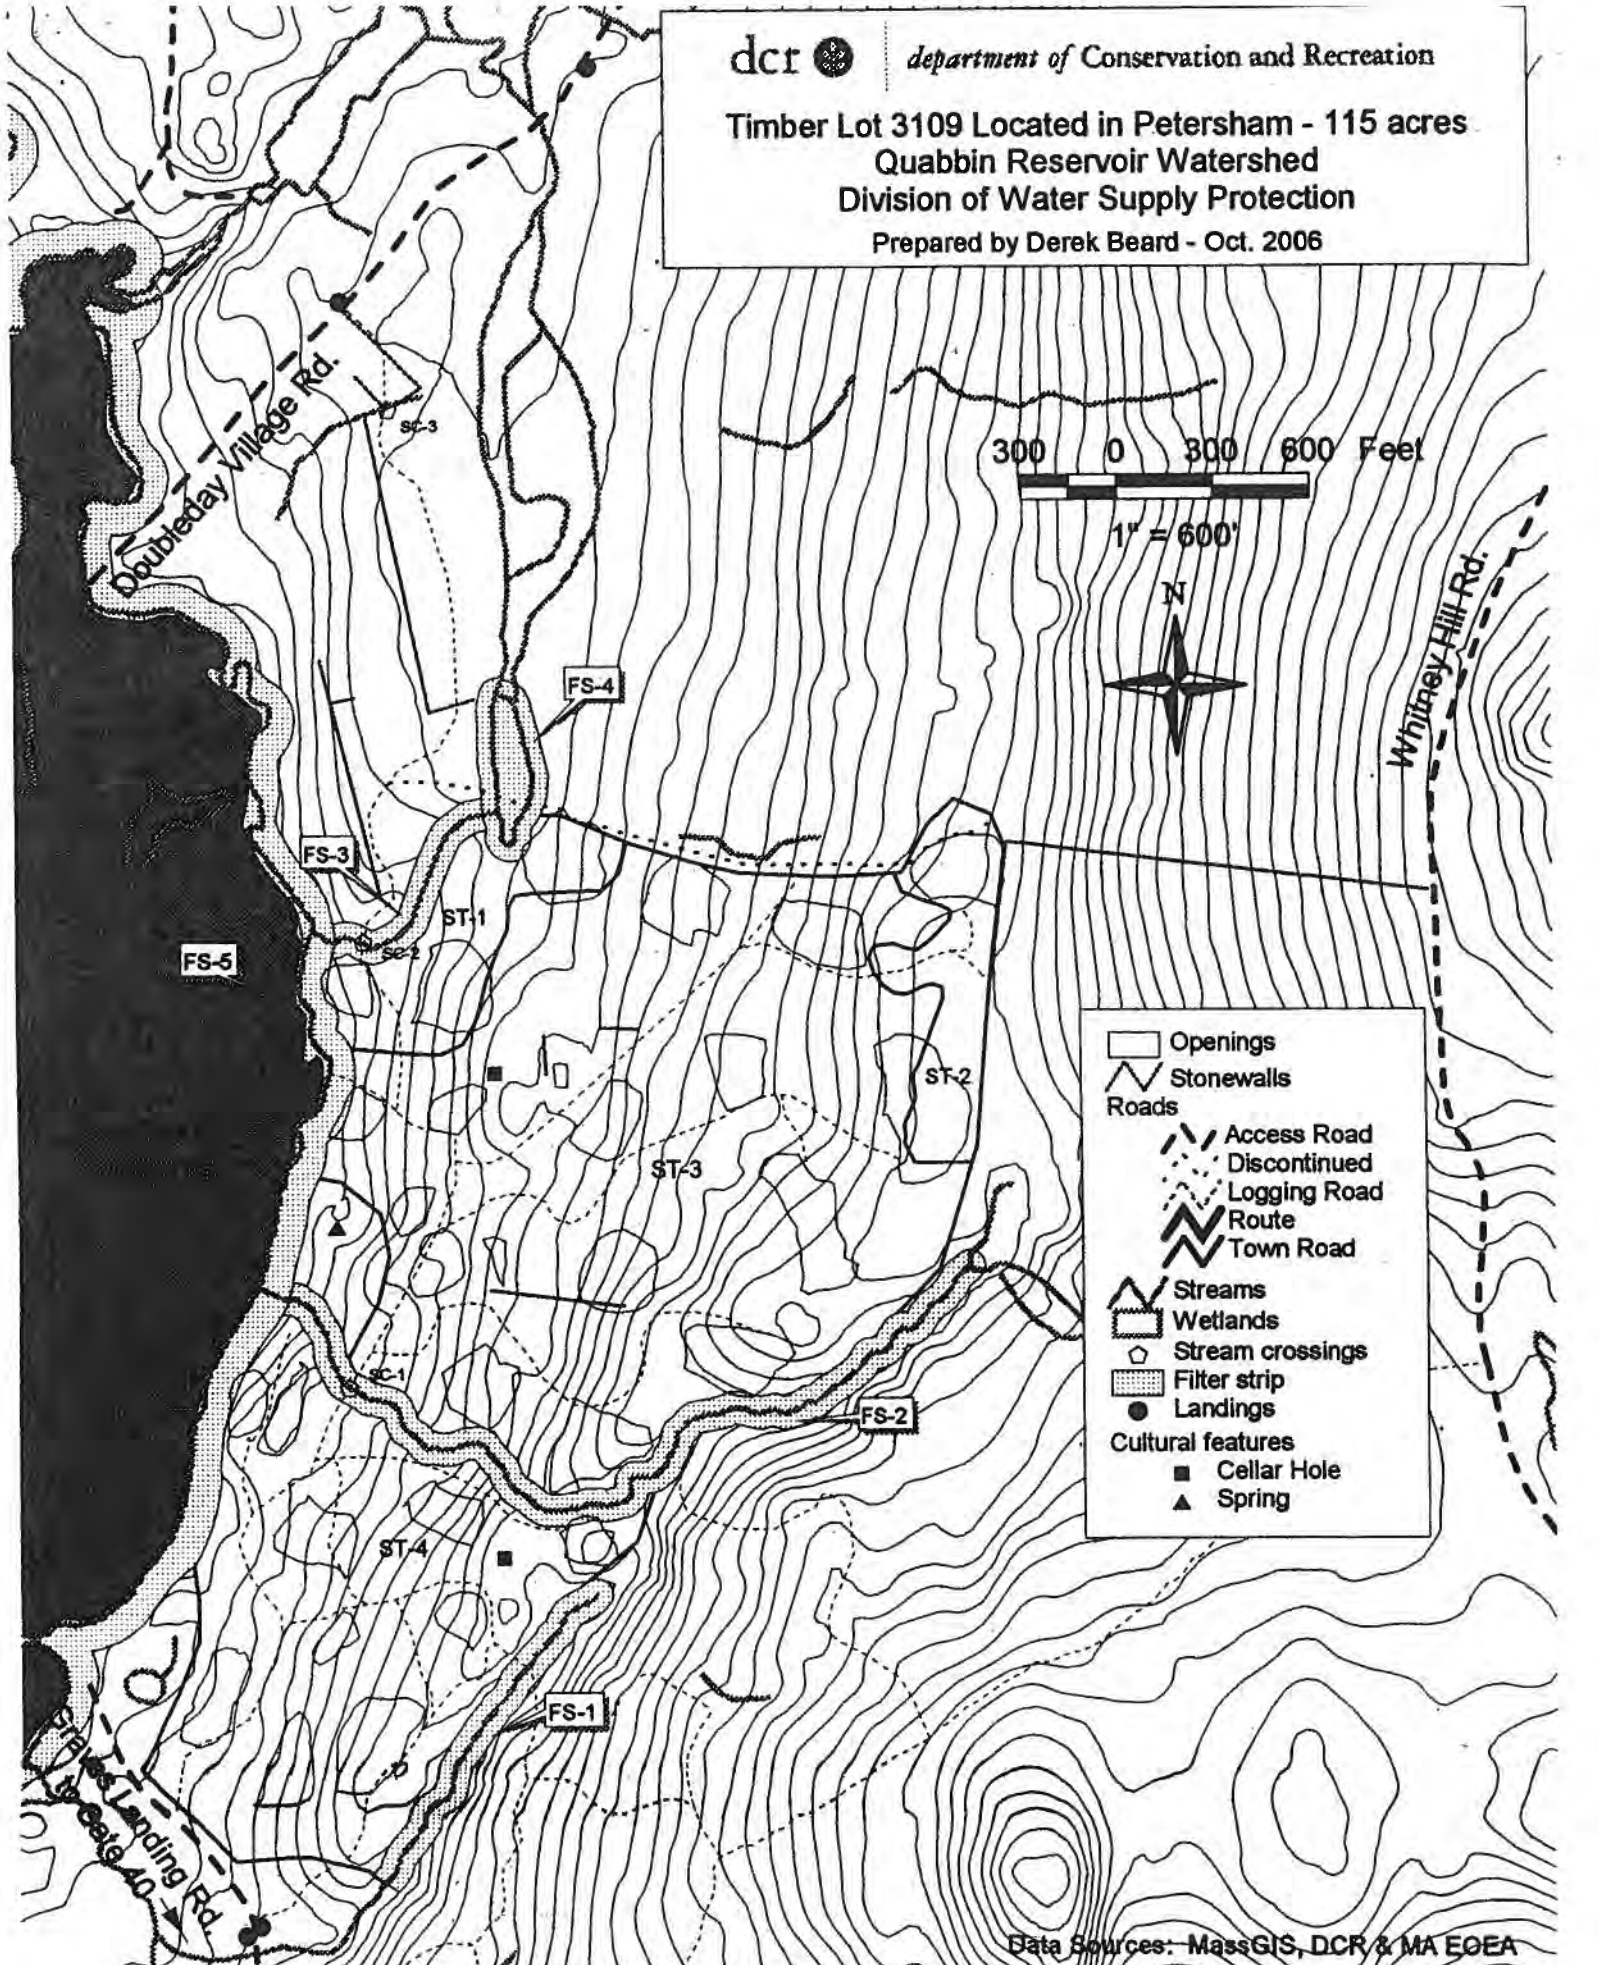 dcr department of Conservation and Recreation
Timber Lot 3109 Located in Petersham - 115 acres
Quabbin Reservoir Watershed
Division of Water Supply Protection
Prepared by Derek Beard - Oct. 2006
Doubleday Village Rd.
SC-3
300 0 300 600 Feet
1" = 600'
N
Whitney Hill Rd.
FS-4
FS-3
ST-1
SC-2
FS-5
ST-2
ST-3
SC-1
FS-2
ST-4
FS-1
Graves Landing Rd.
to Gate 40
Openings
Stonewalls
Roads
Access Road
Discontinued
Logging Road
Route
Town Road
Streams
Wetlands
Stream crossings
Filter strip
Landings
Cultural features
Cellar Hole
Spring
Data Sources: MassGIS, DCR & MA EOEA